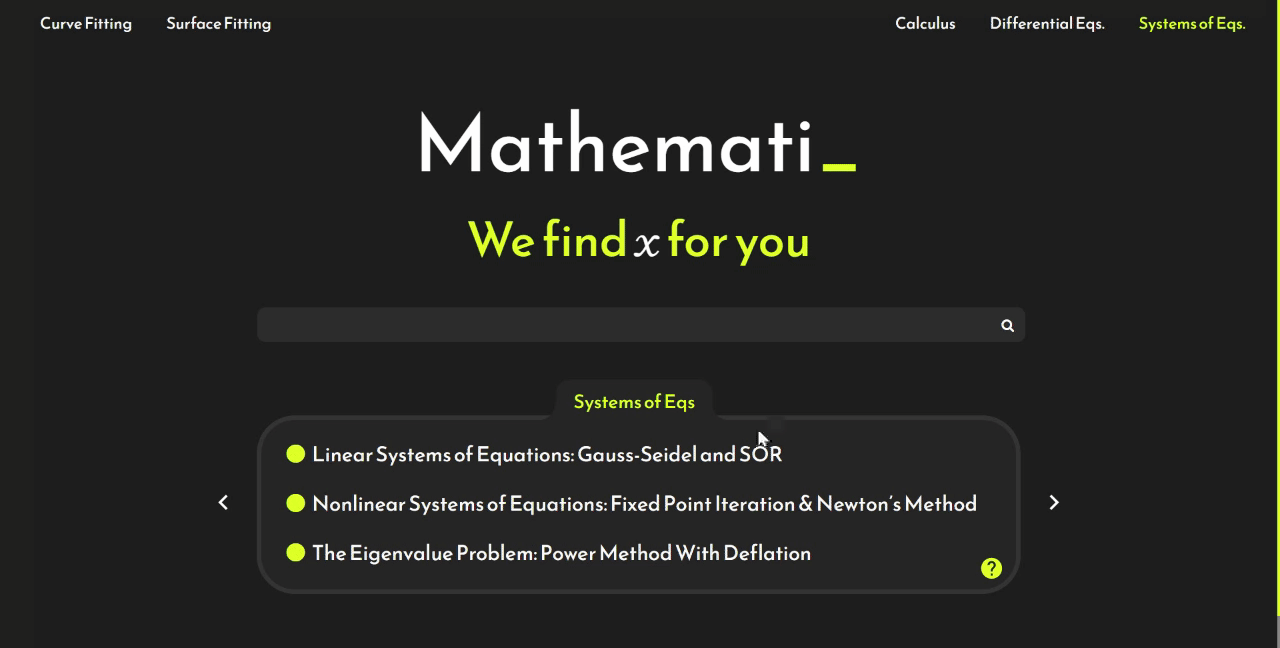 Curve Fitting Surface Fitting Calculus Differential Eqs. Systems of Eqs.
Mathemati_
We find x for you
Systems of Eqs
Linear Systems of Equations: Gauss-Seidel and SOR
Nonlinear Systems of Equations: Fixed Point Iteration & Newton's Method
The Eigenvalue Problem: Power Method With Deflation
?